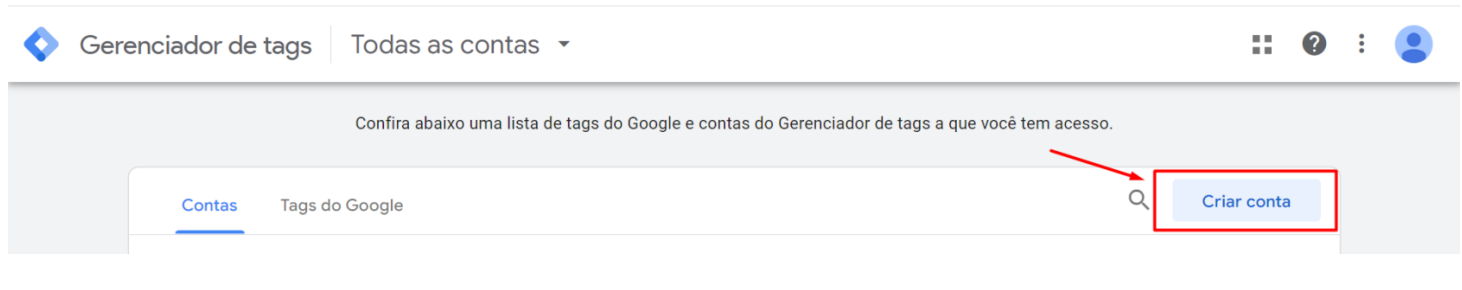 Gerenciador de tags Todas as contas
Confira abaixo uma lista de tags do Google e contas do Gerenciador de tags a que você tem acesso.
Contas Tags do Google Criar conta